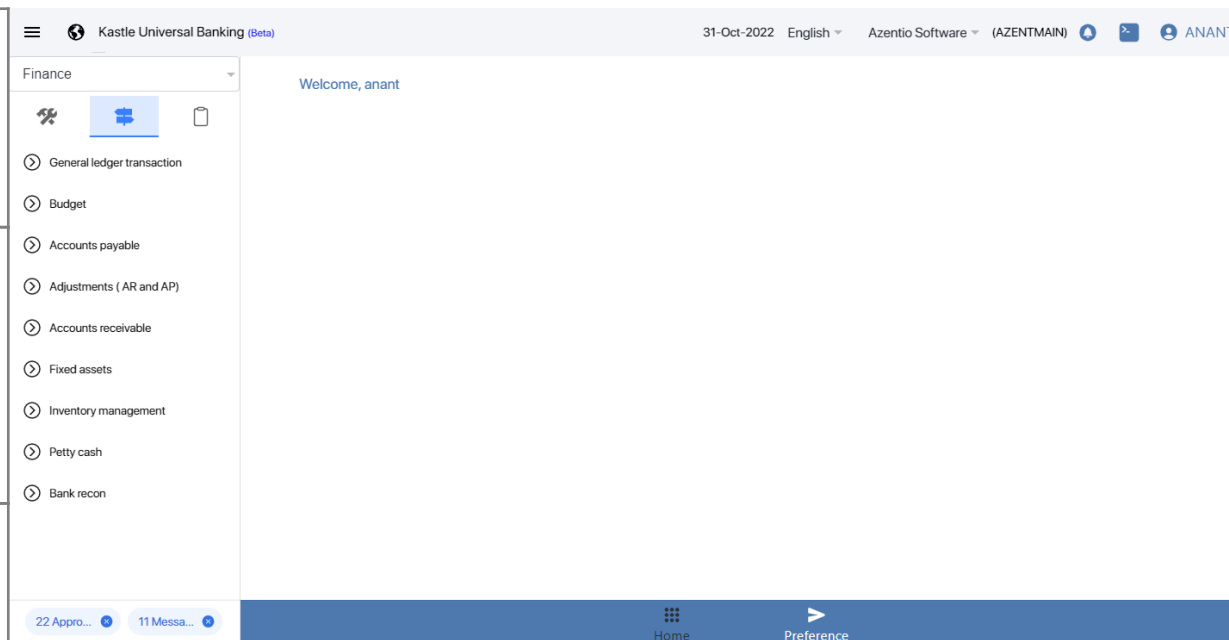 Kastle Universal Banking (Beta)
31-Oct-2022 English Azentio Software (AZENTMAIN) ANANT
Finance
Welcome, anant
General ledger transaction
Budget
Accounts payable
Adjustments ( AR and AP)
Accounts receivable
Fixed assets
Inventory management
Petty cash
Bank recon
22 Appro... 11 Messa...
Home Preference